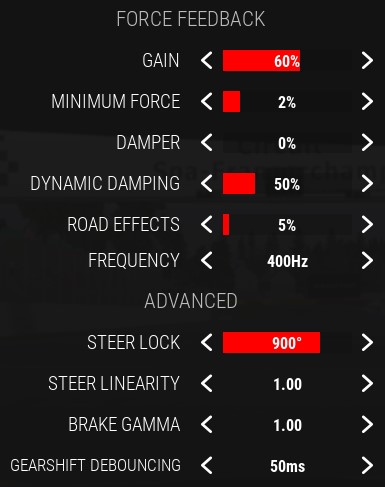 FORCE FEEDBACK
GAIN 60%
MINIMUM FORCE 2%
DAMPER 0%
DYNAMIC DAMPING 50%
ROAD EFFECTS 5%
FREQUENCY 400Hz
ADVANCED
STEER LOCK 900°
STEER LINEARITY 1.00
BRAKE GAMMA 1.00
GEARSHIFT DEBOUNCING 50ms